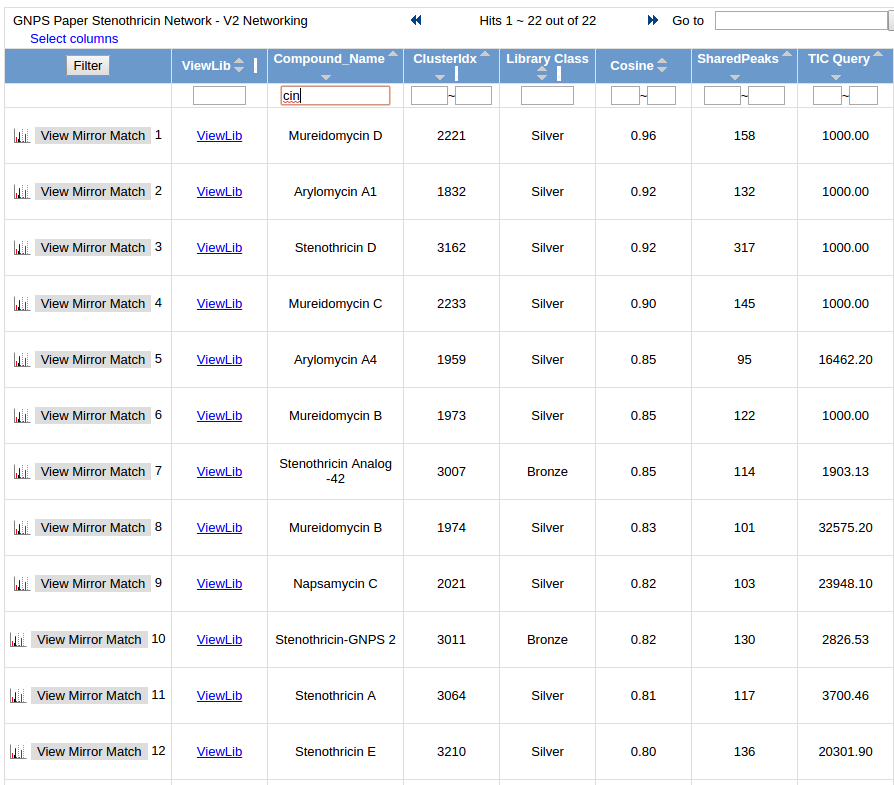 GNPS Paper Stenothricin Network - V2 Networking Hits 1 ~ 22 out of 22 Go to
Select columns
Filter ViewLib Compound_Name ClusterIdx Library Class Cosine SharedPeaks TIC Query
cin ~ ~ ~ ~
View Mirror Match 1 ViewLib Mureidomycin D 2221 Silver 0.96 158 1000.00
View Mirror Match 2 ViewLib Arylomycin A1 1832 Silver 0.92 132 1000.00
View Mirror Match 3 ViewLib Stenothricin D 3162 Silver 0.92 317 1000.00
View Mirror Match 4 ViewLib Mureidomycin C 2233 Silver 0.90 145 1000.00
View Mirror Match 5 ViewLib Arylomycin A4 1959 Silver 0.85 95 16462.20
View Mirror Match 6 ViewLib Mureidomycin B 1973 Silver 0.85 122 1000.00
View Mirror Match 7 ViewLib Stenothricin Analog
-42 3007 Bronze 0.85 114 1903.13
View Mirror Match 8 ViewLib Mureidomycin B 1974 Silver 0.83 101 32575.20
View Mirror Match 9 ViewLib Napsamycin C 2021 Silver 0.82 103 23948.10
View Mirror Match 10 ViewLib Stenothricin-GNPS 2 3011 Bronze 0.82 130 2826.53
View Mirror Match 11 ViewLib Stenothricin A 3064 Silver 0.81 117 3700.46
View Mirror Match 12 ViewLib Stenothricin E 3210 Silver 0.80 136 20301.90